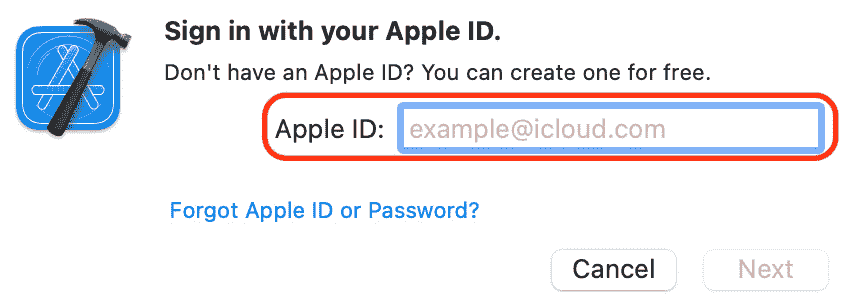 Sign in with your Apple ID.
Don't have an Apple ID? You can create one for free.
Apple ID: example@icloud.com
Forgot Apple ID or Password?
Cancel Next